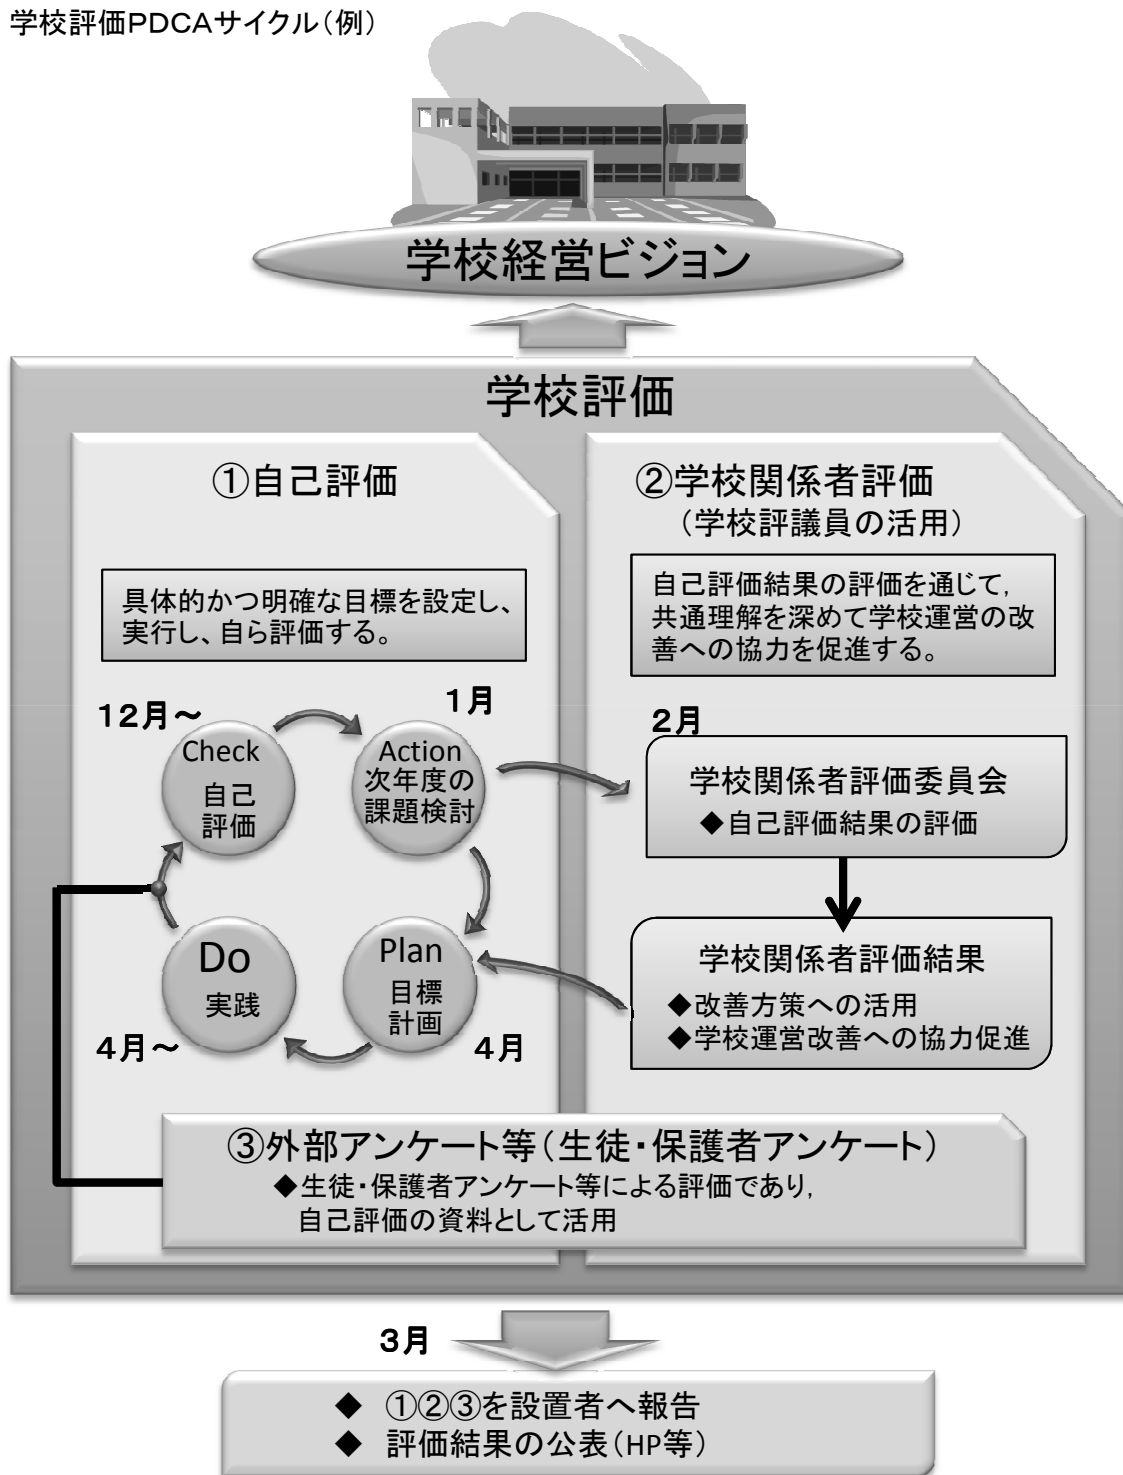 学校評価PDCAサイクル(例)
学校経営ビジョン
学校評価
①自己評価
具体的かつ明確な目標を設定し、
実行し、自ら評価する。
12月～
1月
Check
自己
評価
Action
次年度の
課題検討
Do
実践
Plan
目標
計画
4月～
4月
②学校関係者評価
(学校評議員の活用)
自己評価結果の評価を通じて,
共通理解を深めて学校運営の改
善への協力を促進する。
2月
学校関係者評価委員会
◆自己評価結果の評価
学校関係者評価結果
◆改善方策への活用
◆学校運営改善への協力促進
③外部アンケート等(生徒・保護者アンケート)
◆生徒・保護者アンケート等による評価であり,
自己評価の資料として活用
3月
◆ ①②③を設置者へ報告
◆ 評価結果の公表(HP等)